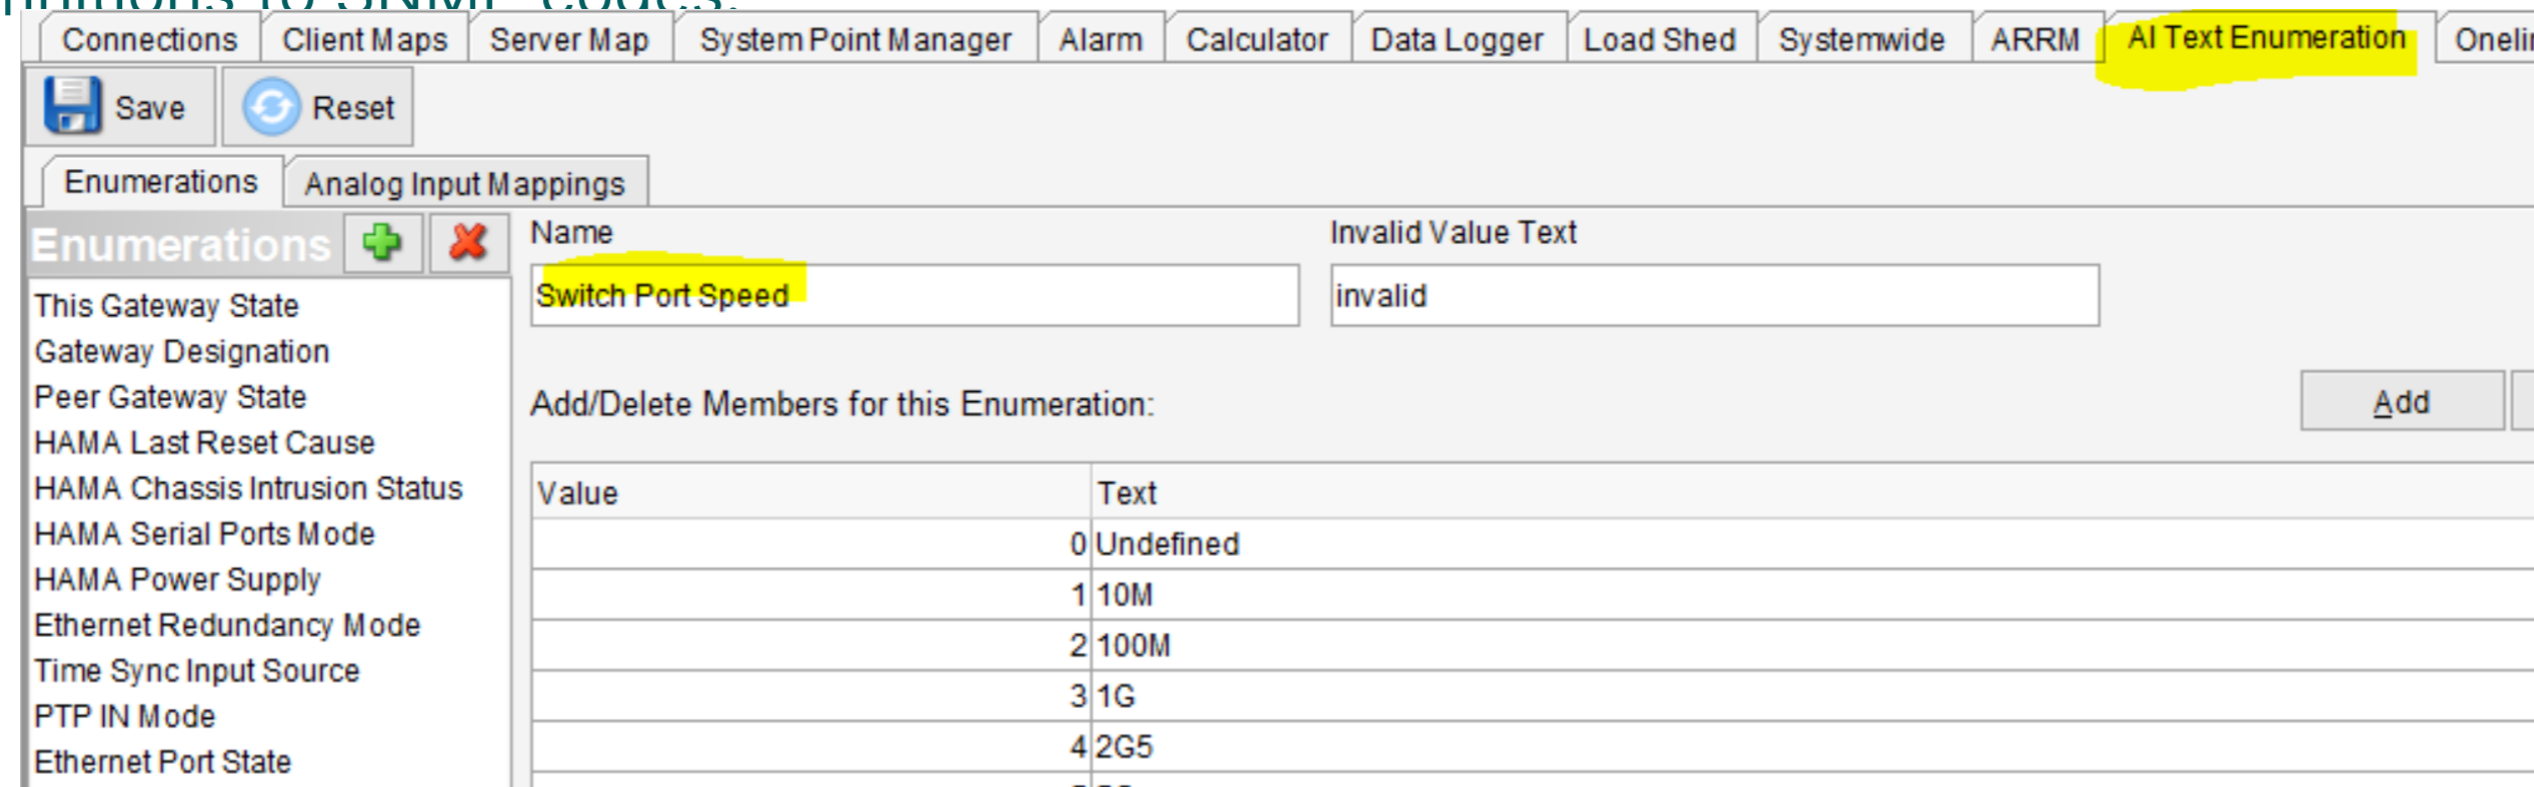 to SNMP codes.
Connections Client Maps Server Map System Point Manager Alarm Calculator Data Logger Load Shed Systemwide ARRM AI Text Enumeration
Save Reset
Enumerations Analog Input Mappings
Enumerations
Name Invalid Value Text
Switch Port Speed invalid
This Gateway State
Gateway Designation
Peer Gateway State
HAMA Last Reset Cause
HAMA Chassis Intrusion Status
HAMA Serial Ports Mode
HAMA Power Supply
Ethernet Redundancy Mode
Time Sync Input Source
PTP IN Mode
Ethernet Port State
Add/Delete Members for this Enumeration: Add
Value Text
0 Undefined
1 10M
2 100M
3 1G
4 2G5